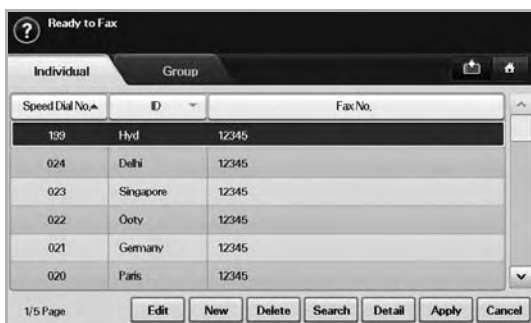 Ready to Fax
Individual Group
Speed Dial No. ID Fax No.
199 Hyd 12345
024 Delhi 12345
023 Singapore 12345
022 Ooty 12345
021 Germany 12345
020 Paris 12345
1/5 Page Edit New Delete Search Detail Apply Cancel